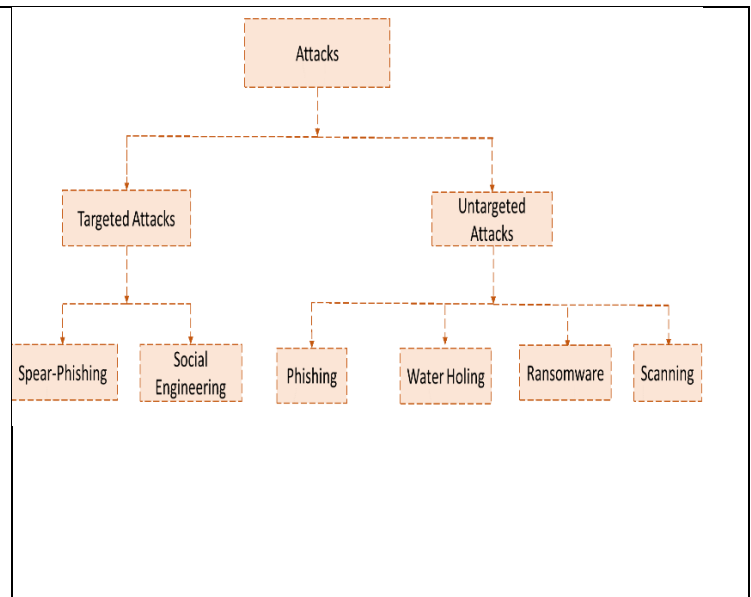 Attacks
Targeted Attacks
Untargeted
Attacks
Spear-Phishing
Social
Engineering
Phishing
Water Holing
Ransomware
Scanning